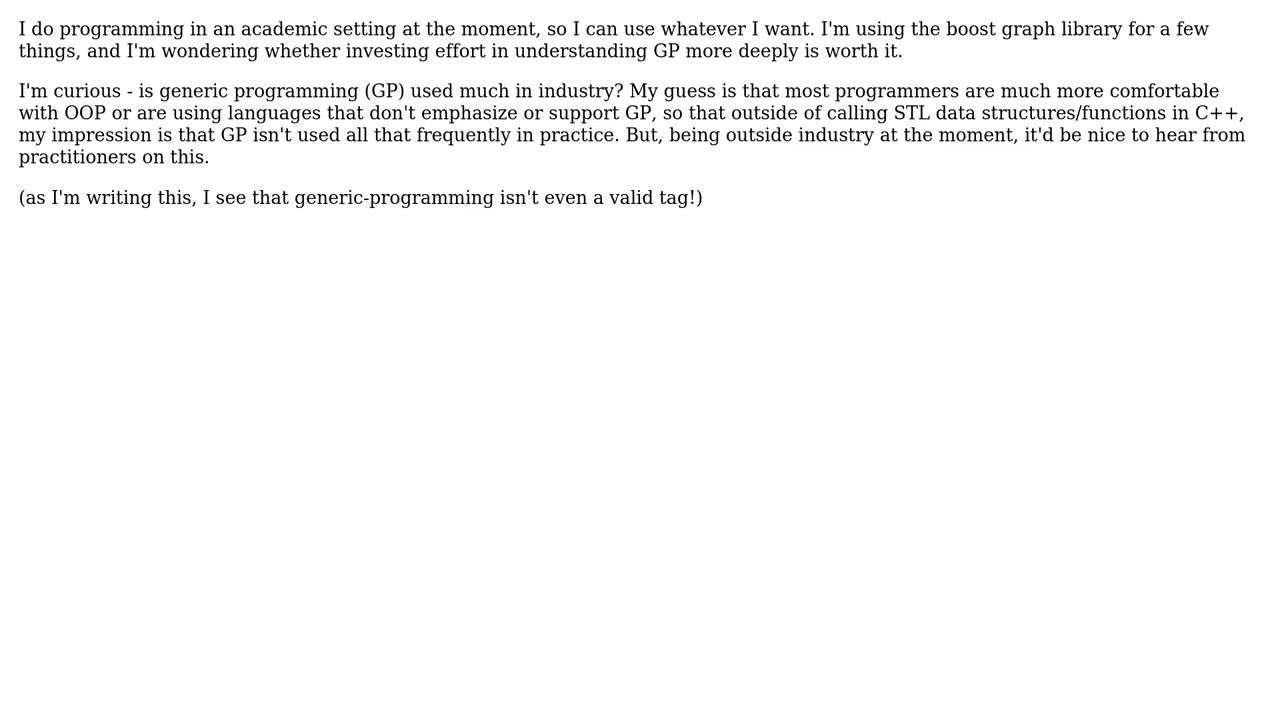 I do programming in an academic setting at the moment, so I can use whatever I want. I'm using the boost graph library for a few
things, and I'm wondering whether investing effort in understanding GP more deeply is worth it.
I'm curious - is generic programming (GP) used much in industry? My guess is that most programmers are much more comfortable
with OOP or are using languages that don't emphasize or support GP, so that outside of calling STL data structures/functions in C++,
my impression is that GP isn't used all that frequently in practice. But, being outside industry at the moment, it'd be nice to hear from
practitioners on this.
(as I'm writing this, I see that generic-programming isn't even a valid tag!)